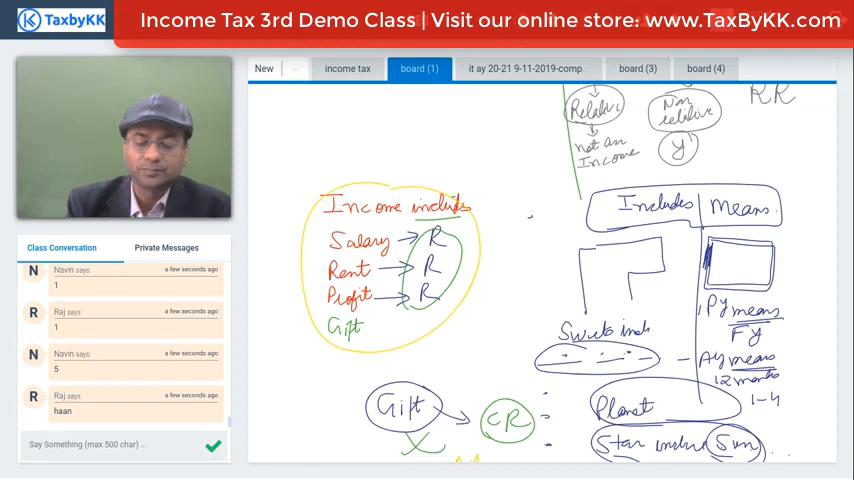 Income Tax 3rd Demo Class | Visit our online store: www.TaxbyKK.com
TaxbyKK
New
income tax
board (1)
it ay 20-21 9-11-2019-comp...
board (3)
board (4)
Relative
Non relative
RR
not an Income
Y
Income includes
Salary → R
Rent → R
Profit → R
Gift
Includes | Means
PY means
FY
AY means
12 months
1-4
Gift → CR
Planet
Star includes Sun
Class Conversation
Private Messages
N
Navin says:
a few seconds ago
1
R
Raj says:
a few seconds ago
1
N
Navin says:
a few seconds ago
5
R
Raj says:
a few seconds ago
haan
Say Something (max 500 char) ...